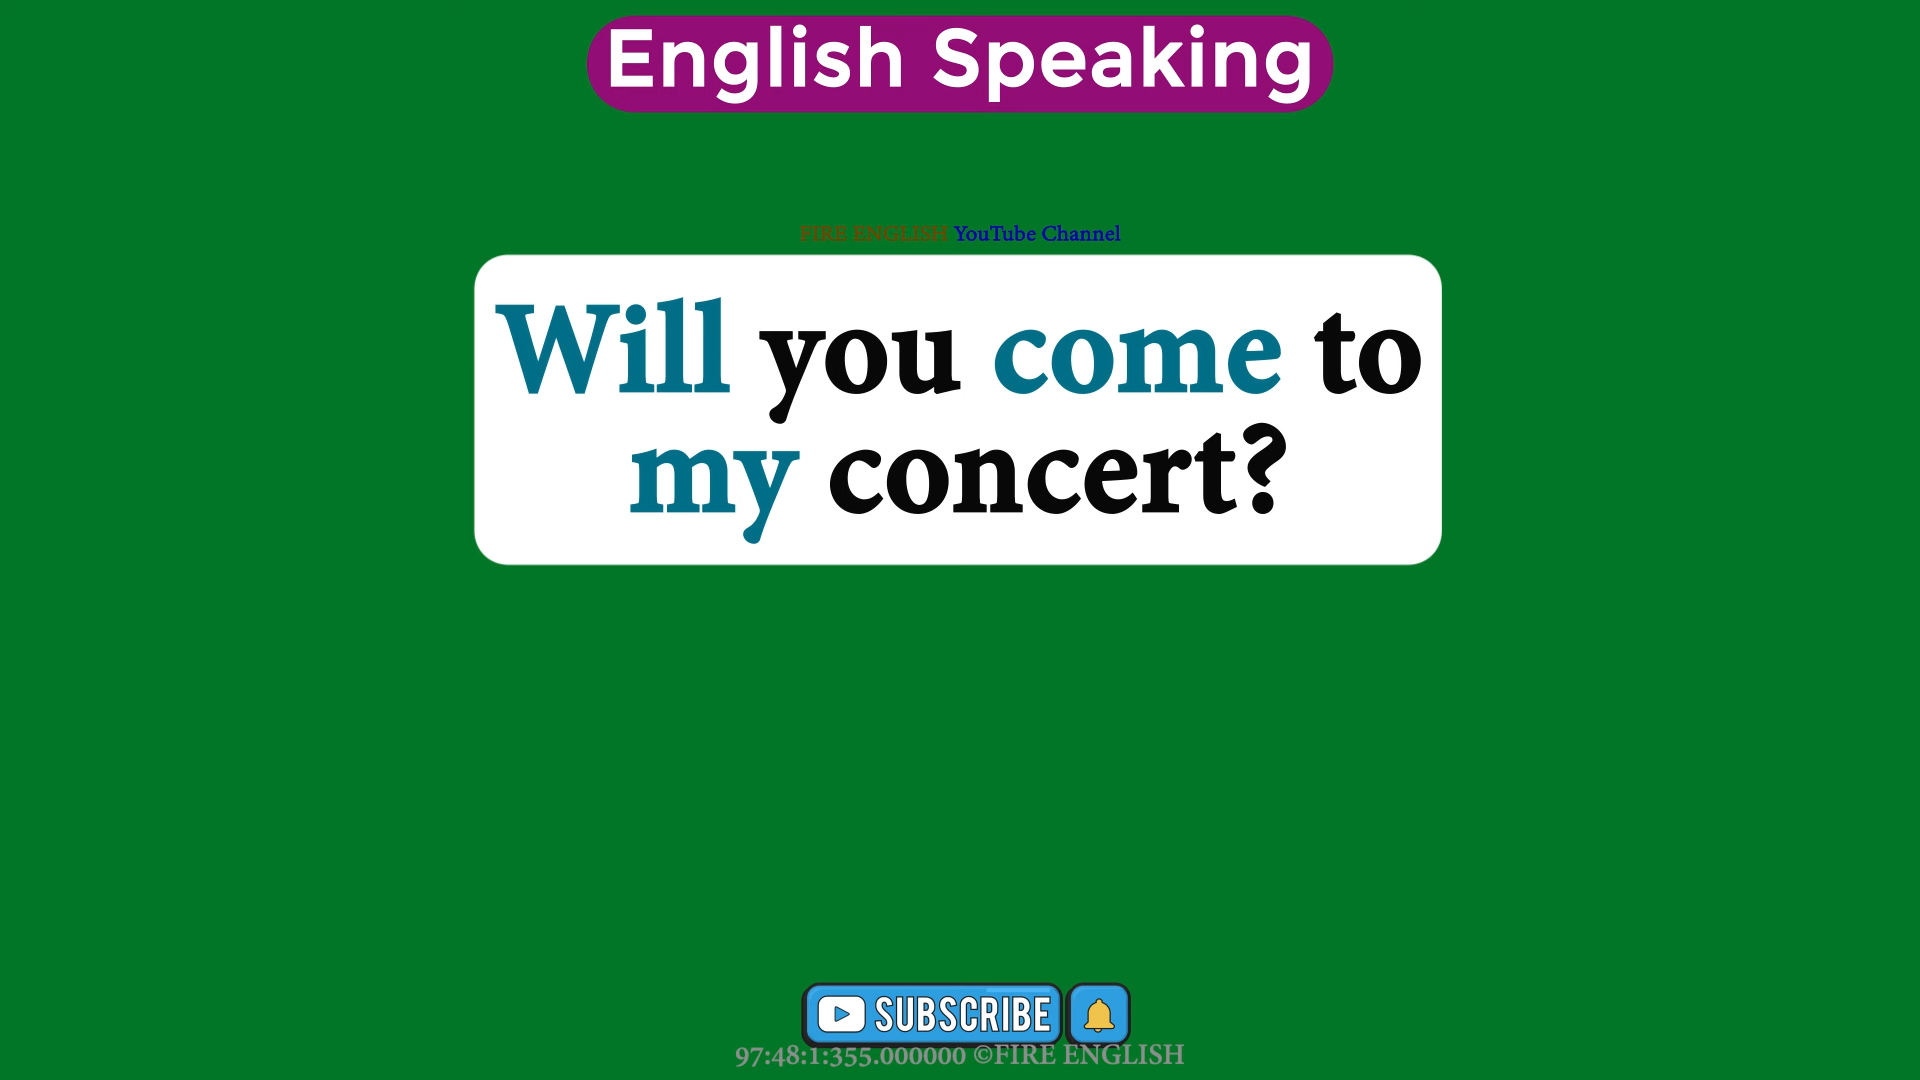 English Speaking
FIRE ENGLISH YouTube Channel
Will you come to
my concert?
SUBSCRIBE
97:48:1:355.000000 ©FIRE ENGLISH